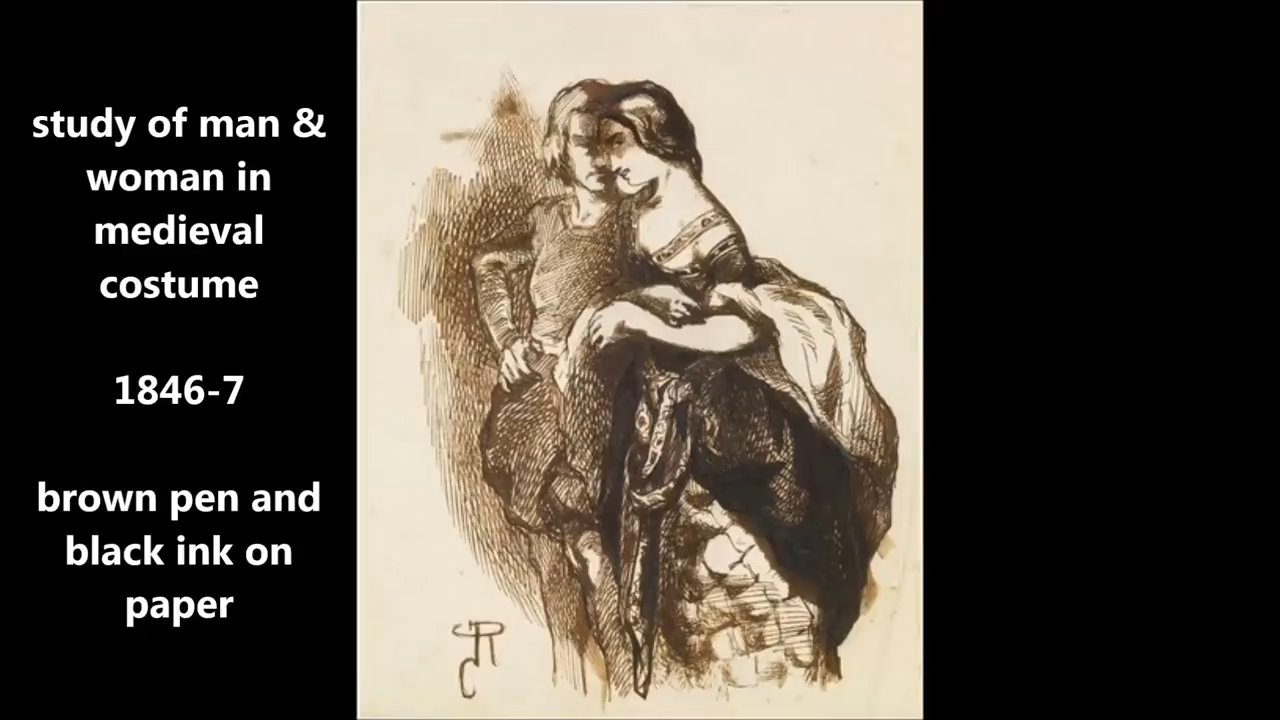 study of man &
woman in
medieval
costume
1846-7
brown pen and
black ink on
paper